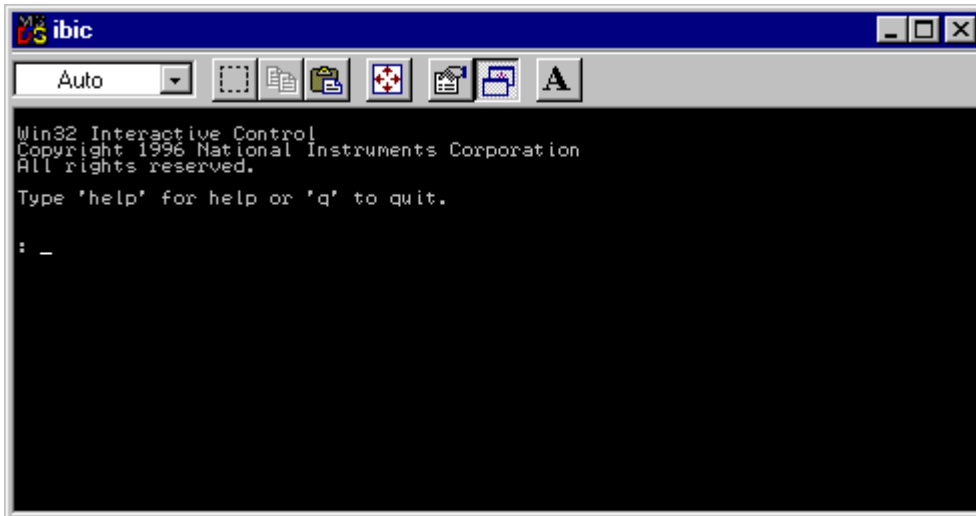 ibic
Auto
A
Win32 Interactive Control
Copyright 1996 National Instruments Corporation
All rights reserved.
Type 'help' for help or 'q' to quit.
: _